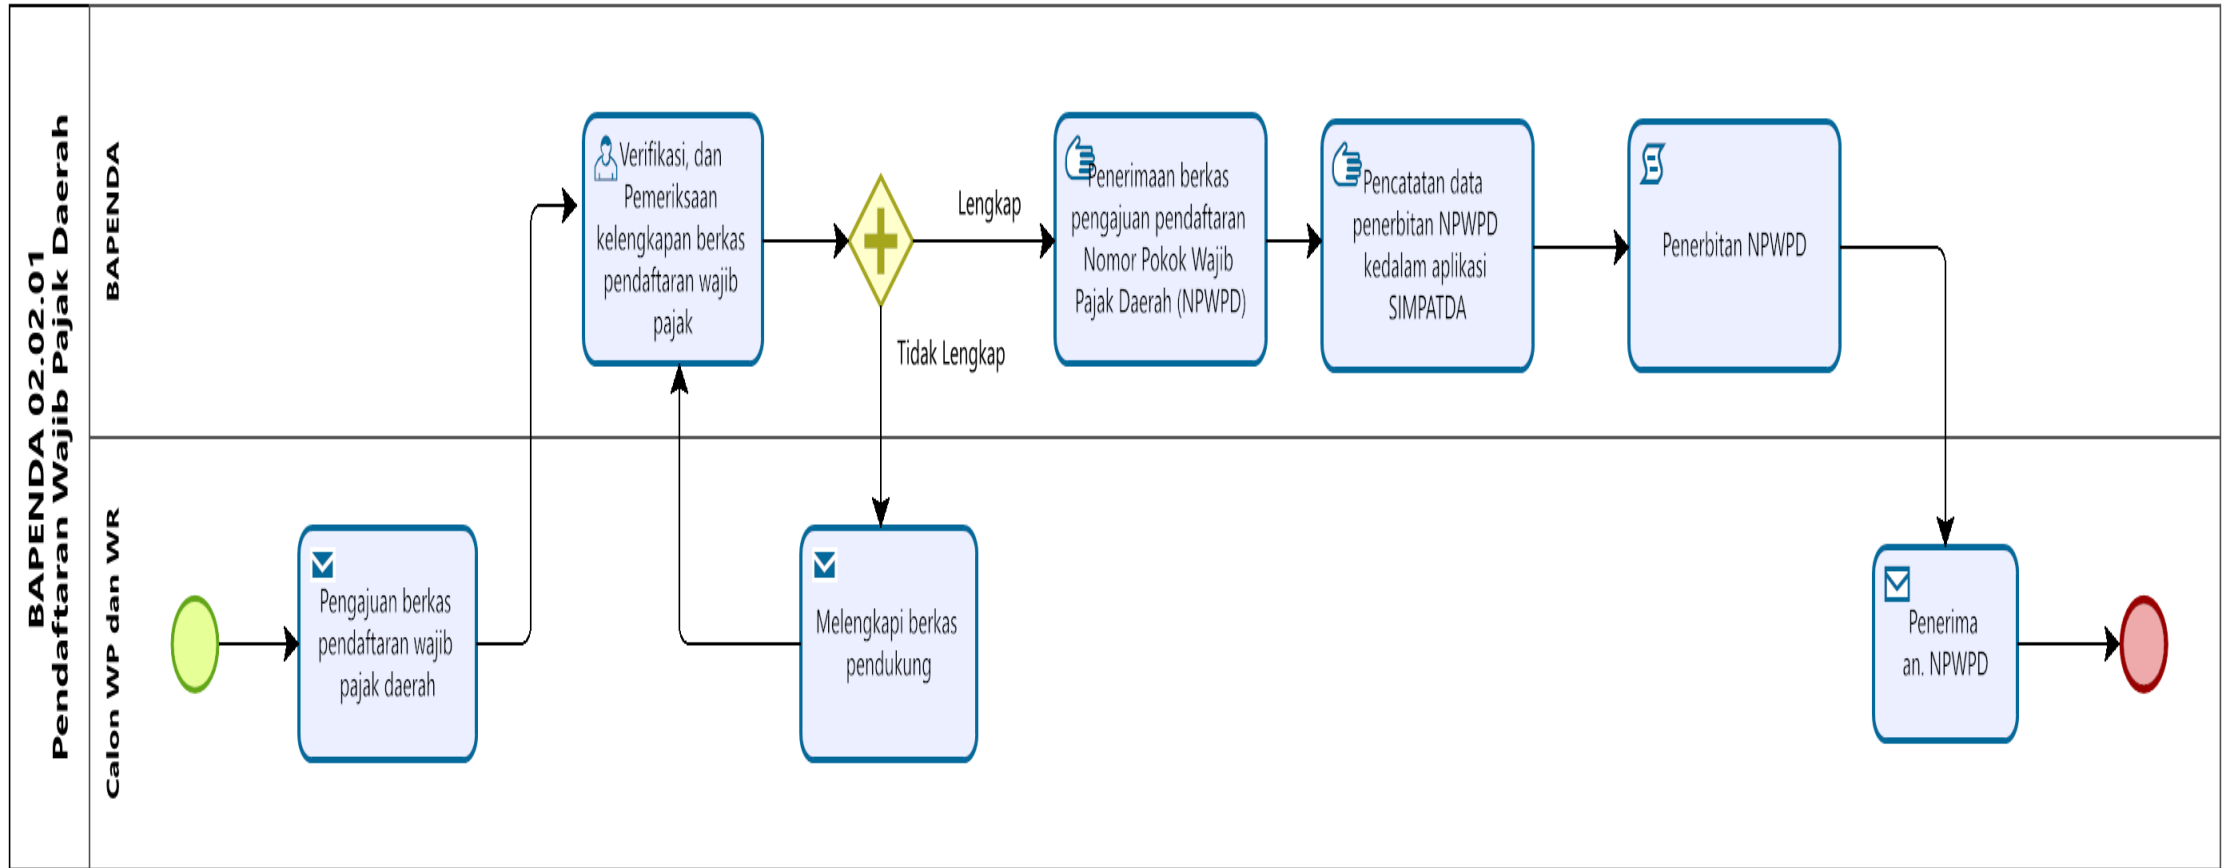 BAPENDA 02.02.01
Pendaftaran Wajib Pajak Daerah
BAPENDA
Verifikasi, dan
Pemeriksaan
kelengkapan berkas
pendaftaran wajib
pajak
Lengkap
Tidak Lengkap
Penerimaan berkas
pengajuan pendaftaran
Nomor Pokok Wajib
Pajak Daerah (NPWPD)
Pencatatan data
penerbitan NPWPD
kedalam aplikasi
SIMPATDA
Penerbitan NPWPD
Calon WP dan WR
Pengajuan berkas
pendaftaran wajib
pajak daerah
Melengkapi berkas
pendukung
Penerima
an. NPWPD